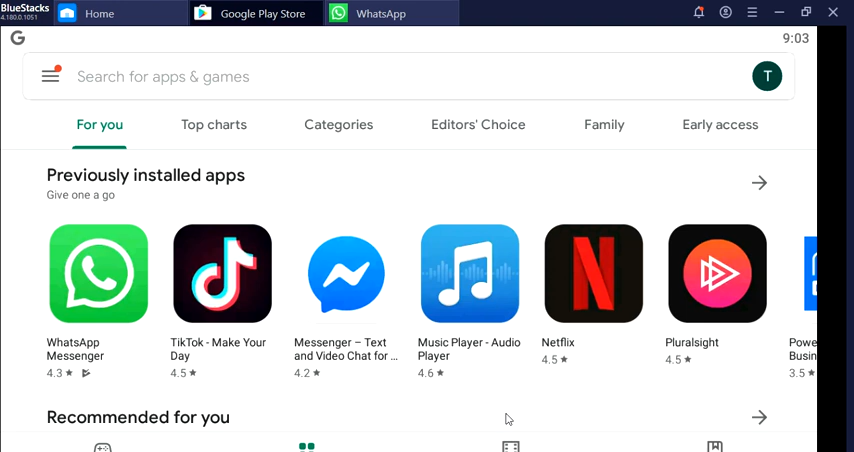 BlueStacks
4.180.0.1051
Home
Google Play Store
WhatsApp
9:03
Search for apps & games
T
For you
Top charts
Categories
Editors' Choice
Family
Early access
Previously installed apps
Give one a go
WhatsApp
Messenger
4.3
TikTok - Make Your
Day
4.5
Messenger – Text
and Video Chat for ...
4.2
Music Player - Audio
Player
4.6
Netflix
4.5
Pluralsight
4.5
Powe
Busin
3.5
Recommended for you